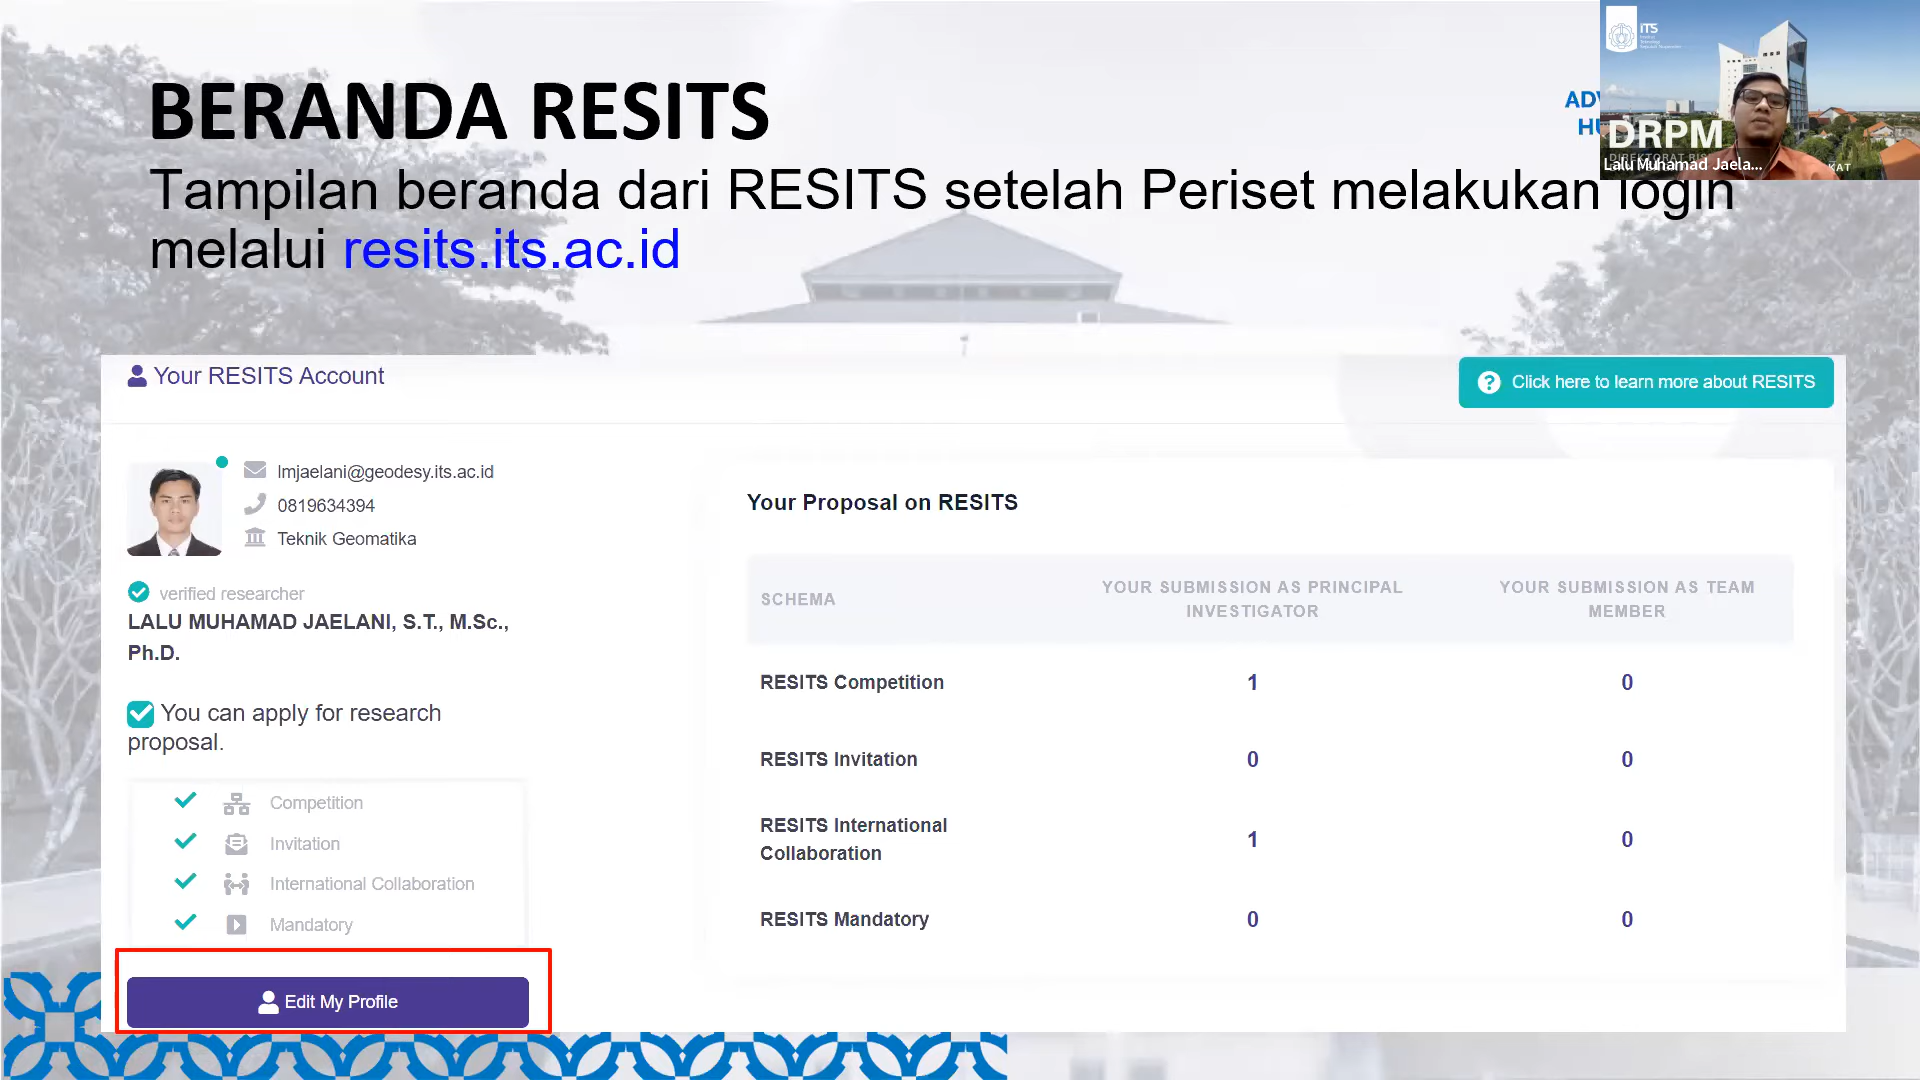 BERANDA RESITS
Tampilan beranda dari RESITS setelah Periset melakukan login
melalui resits.its.ac.id
ITS
DRPM
Lalu Muhamad Jaela...
Your RESITS Account
Click here to learn more about RESITS
lmjaelani@geodesy.its.ac.id
0819634394
Teknik Geomatika
verified researcher
LALU MUHAMAD JAELANI, S.T., M.Sc.,
Ph.D.
You can apply for research
proposal.
Competition
Invitation
International Collaboration
Mandatory
Edit My Profile
Your Proposal on RESITS
SCHEMA
YOUR SUBMISSION AS PRINCIPAL
INVESTIGATOR
YOUR SUBMISSION AS TEAM
MEMBER
RESITS Competition 1 0
RESITS Invitation 0 0
RESITS International
Collaboration 1 0
RESITS Mandatory 0 0